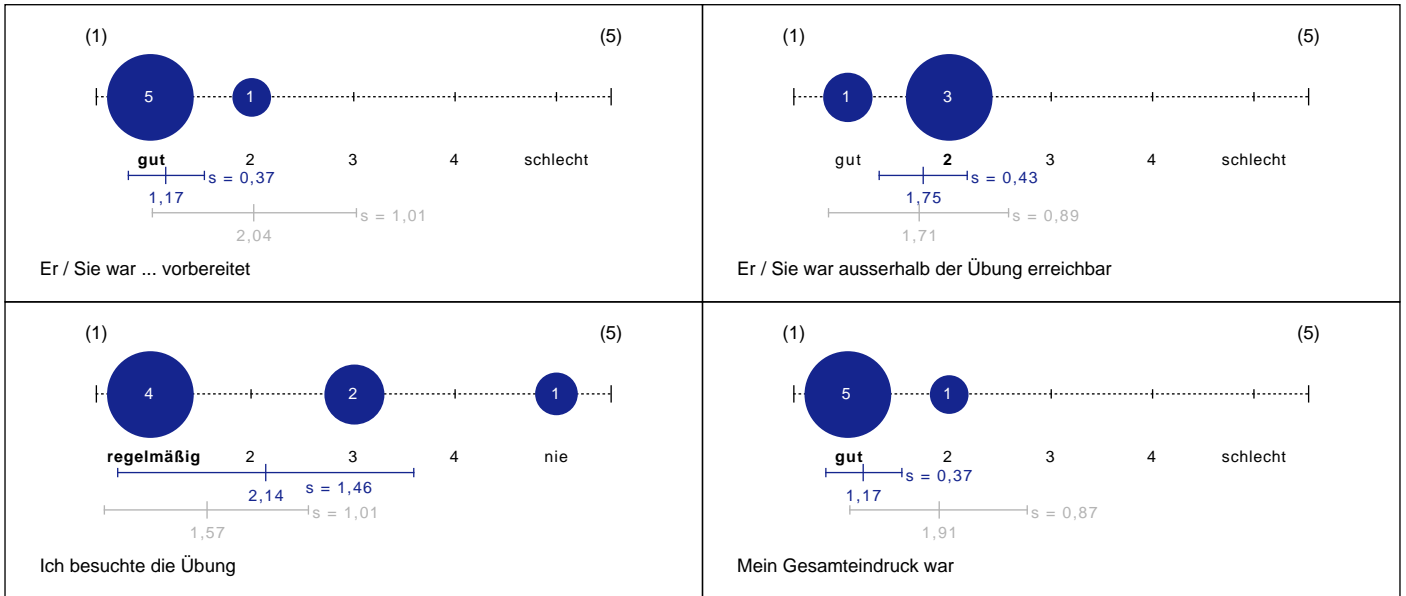 (1) (5)
5 1
gut 2 3 4 schlecht
s = 0,37
1,17
s = 1,01
2,04
Er / Sie war ... vorbereitet
(1) (5)
1 3
gut 2 3 4 schlecht
s = 0,43
1,75
s = 0,89
1,71
Er / Sie war ausserhalb der Übung erreichbar
(1) (5)
4 2 1
regelmäßig 2 3 4 nie
s = 1,46
2,14
s = 1,01
1,57
Ich besuchte die Übung
(1) (5)
5 1
gut 2 3 4 schlecht
s = 0,37
1,17
s = 0,87
1,91
Mein Gesamteindruck war